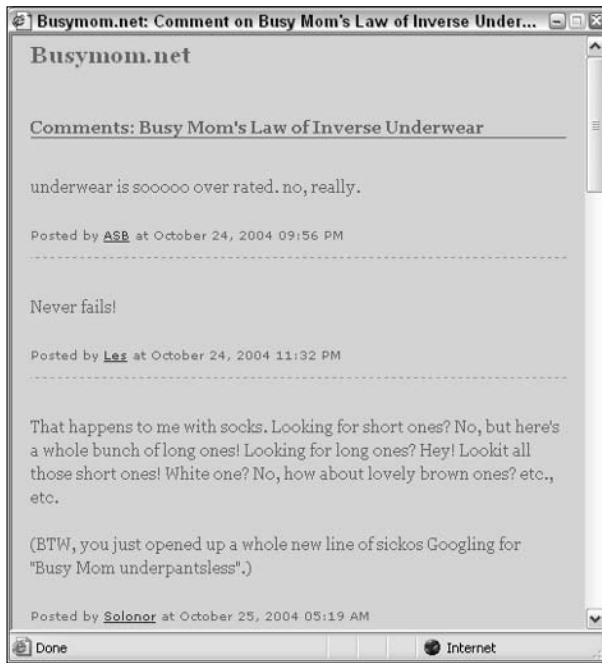 Busymom.net: Comment on Busy Mom's Law of Inverse Under...
Busymom.net
Comments: Busy Mom's Law of Inverse Underwear
underwear is sooooo over rated. no, really.
Posted by ASB at October 24, 2004 09:56 PM
Never fails!
Posted by Les at October 24, 2004 11:32 PM
That happens to me with socks. Looking for short ones? No, but here's
a whole bunch of long ones! Looking for long ones? Hey! Lookit all
those short ones! White one? No, how about lovely brown ones? etc.,
etc.
(BTW, you just opened up a whole new line of sickos Googling for
"Busy Mom underpantsless".)
Posted by Solonor at October 25, 2004 05:19 AM
Done
Internet